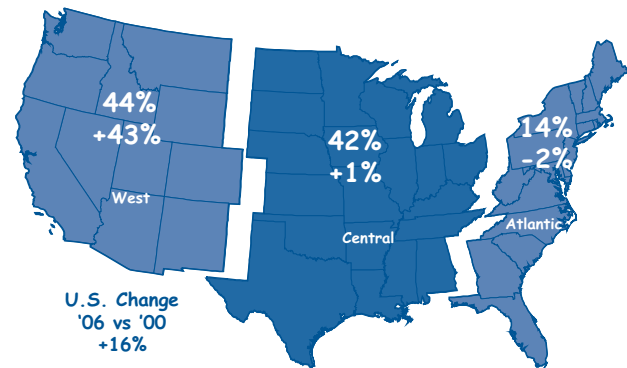 44%
+43%
West
42%
+1%
Central
14%
-2%
Atlantic
U.S. Change
'06 vs '00
+16%